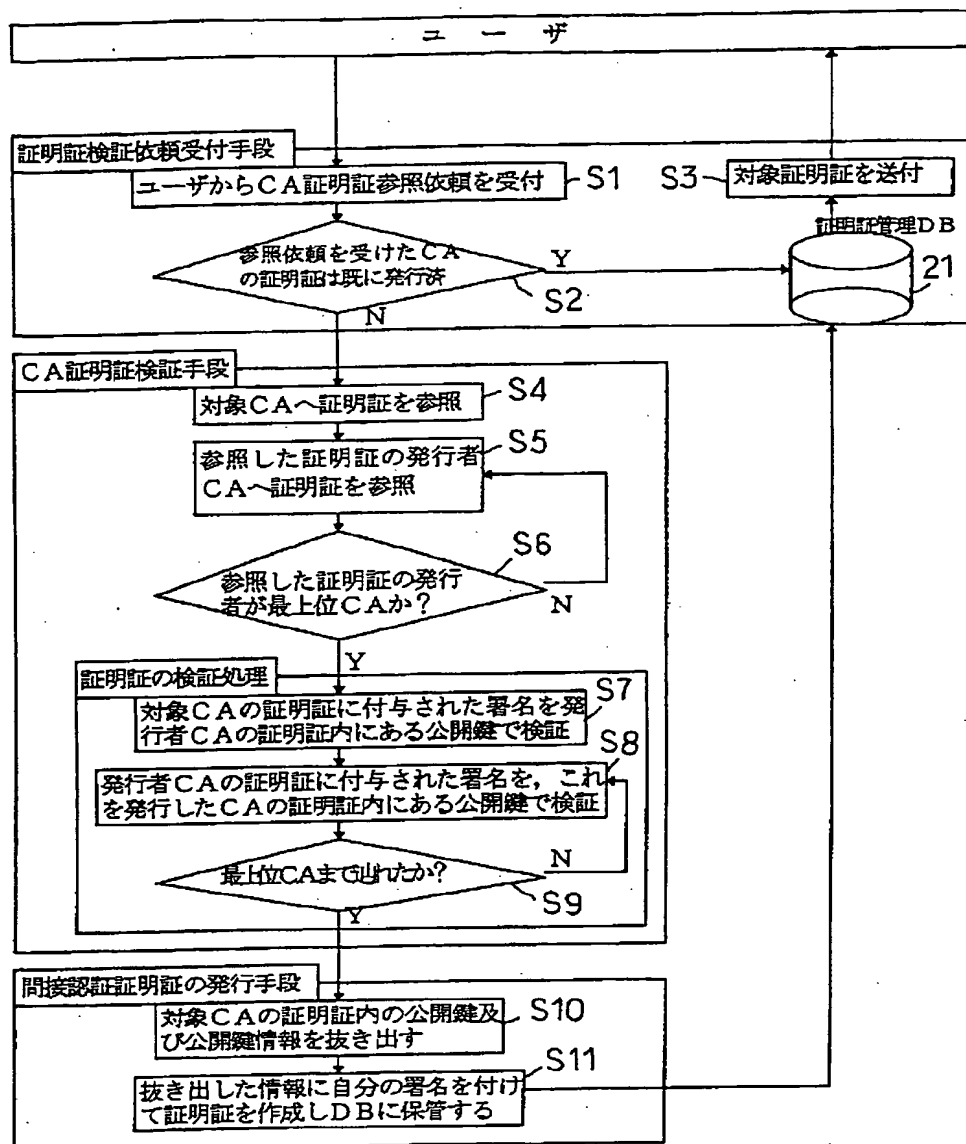 ユーザ
証明証検証依頼受付手段
ユーザからCA証明証参照依頼を受付
S1
S3
対象証明証を送付
参照依頼を受けたCA
の証明証は既に発行済
Y
S2
N
証明証管理DB
21
CA証明証検証手段
対象CAへ証明証を参照
S4
参照した証明証の発行者
CAへ証明証を参照
S5
参照した証明証の発行
者が最上位CAか?
S6
N
Y
証明証の検証処理
対象CAの証明証に付与された署名を発
行者CAの証明証内にある公開鍵で検証
S7
発行者CAの証明証に付与された署名を,これ
を発行したCAの証明証内にある公開鍵で検証
S8
最上位CAまで辿れたか?
N
S9
Y
間接認証証明証の発行手段
対象CAの証明証内の公開鍵及
び公開鍵情報を抜き出す
S10
抜き出した情報に自分の署名を付け
て証明証を作成しDBに保管する
S11